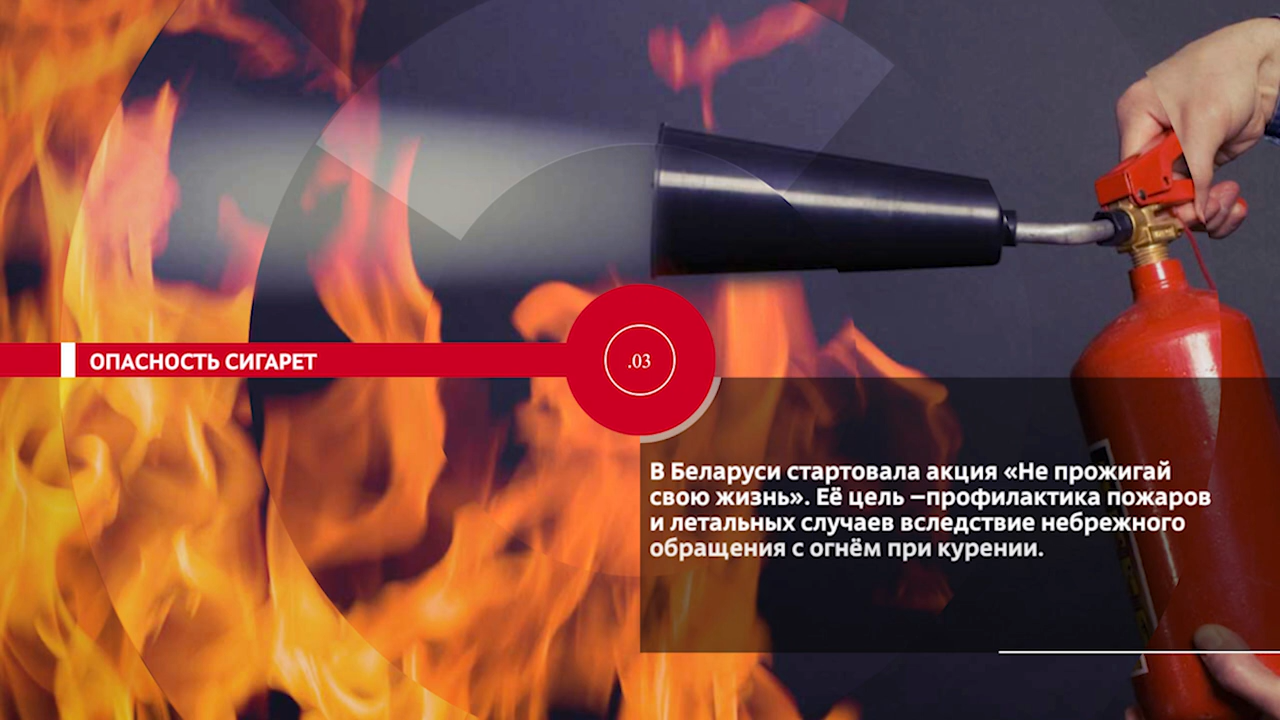 ОПАСНОСТЬ СИГАРЕТ
.03
В Беларуси стартовала акция «Не прожигай
свою жизнь». Её цель —профилактика пожаров
и летальных случаев вследствие небрежного
обращения с огнём при курении.